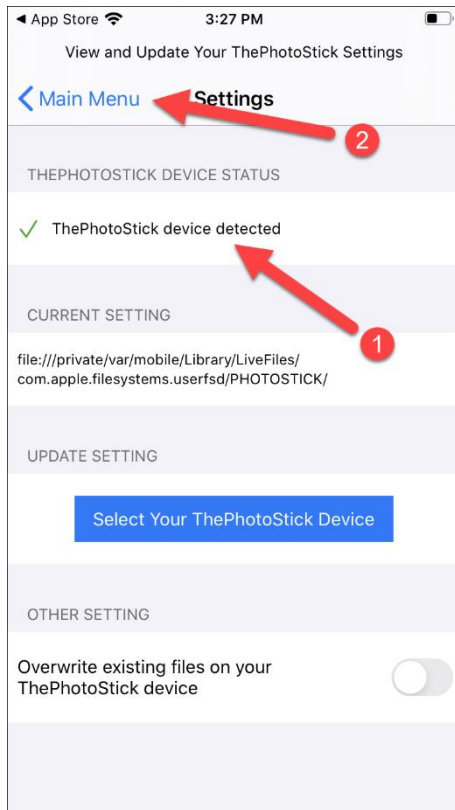 App Store 3:27 PM
View and Update Your ThePhotoStick Settings
Main Menu Settings
2
THEPHOTOSTICK DEVICE STATUS
ThePhotoStick device detected
1
CURRENT SETTING
file:///private/var/mobile/Library/LiveFiles/
com.apple.filesystems.userfsd/PHOTOSTICK/
UPDATE SETTING
Select Your ThePhotoStick Device
OTHER SETTING
Overwrite existing files on your
ThePhotoStick device